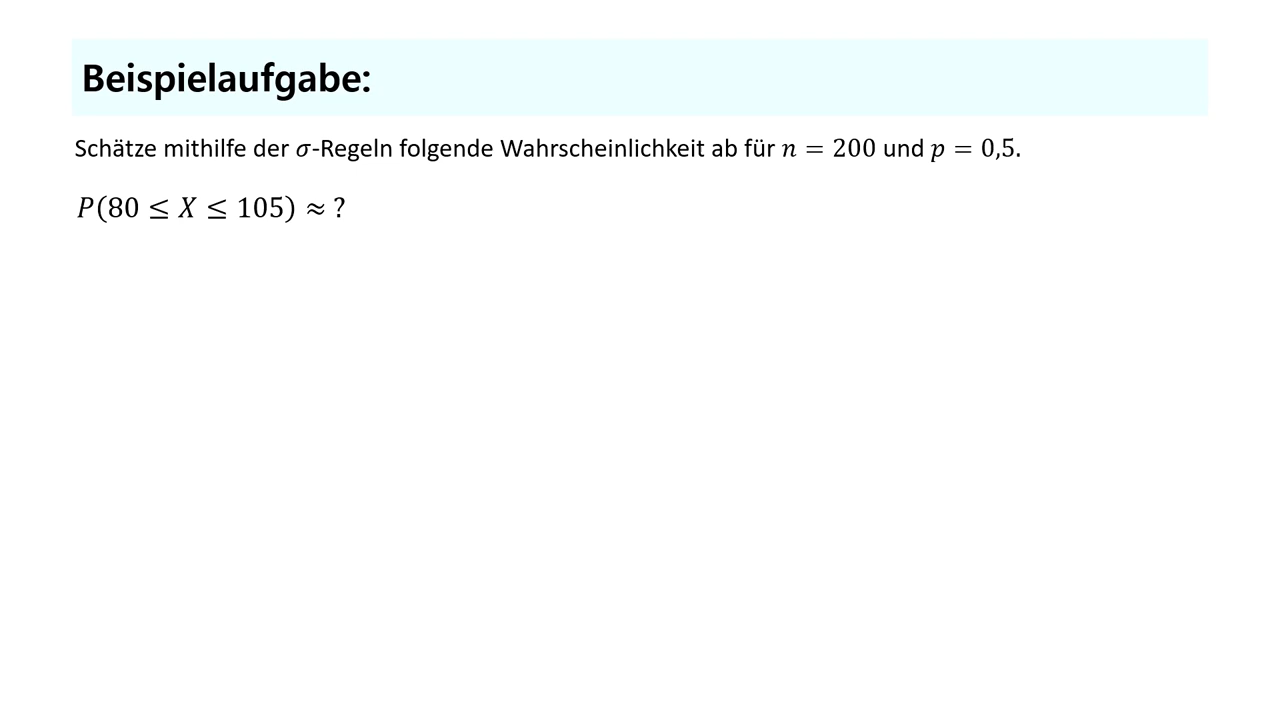 Beispielaufgabe:
Schätze mithilfe der σ-Regeln folgende Wahrscheinlichkeit ab für n = 200 und p = 0,5.
P(80 ≤ X ≤ 105) ≈ ?